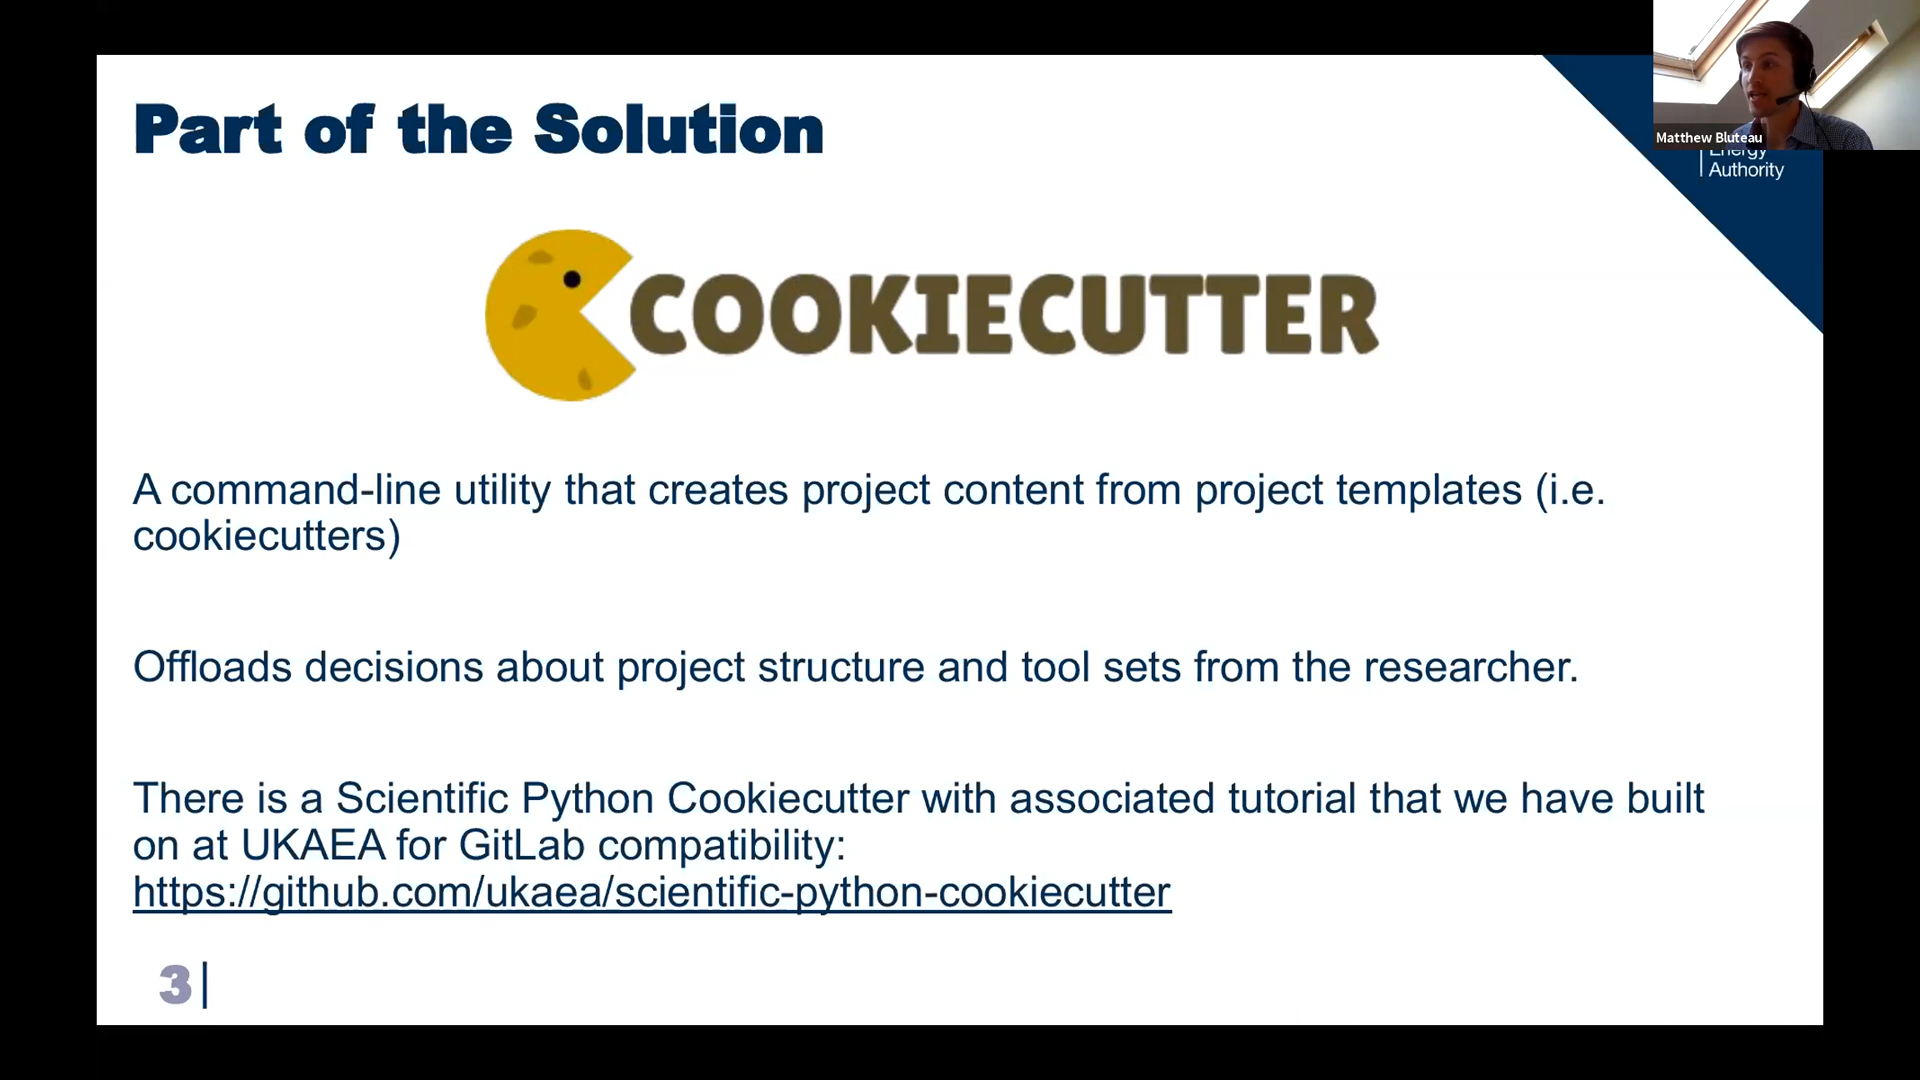 Part of the Solution
Matthew Bluteau
Energy
Authority
COOKIECUTTER
A command-line utility that creates project content from project templates (i.e.
cookiecutters)
Offloads decisions about project structure and tool sets from the researcher.
There is a Scientific Python Cookiecutter with associated tutorial that we have built
on at UKAEA for GitLab compatibility:
https://github.com/ukaea/scientific-python-cookiecutter
3